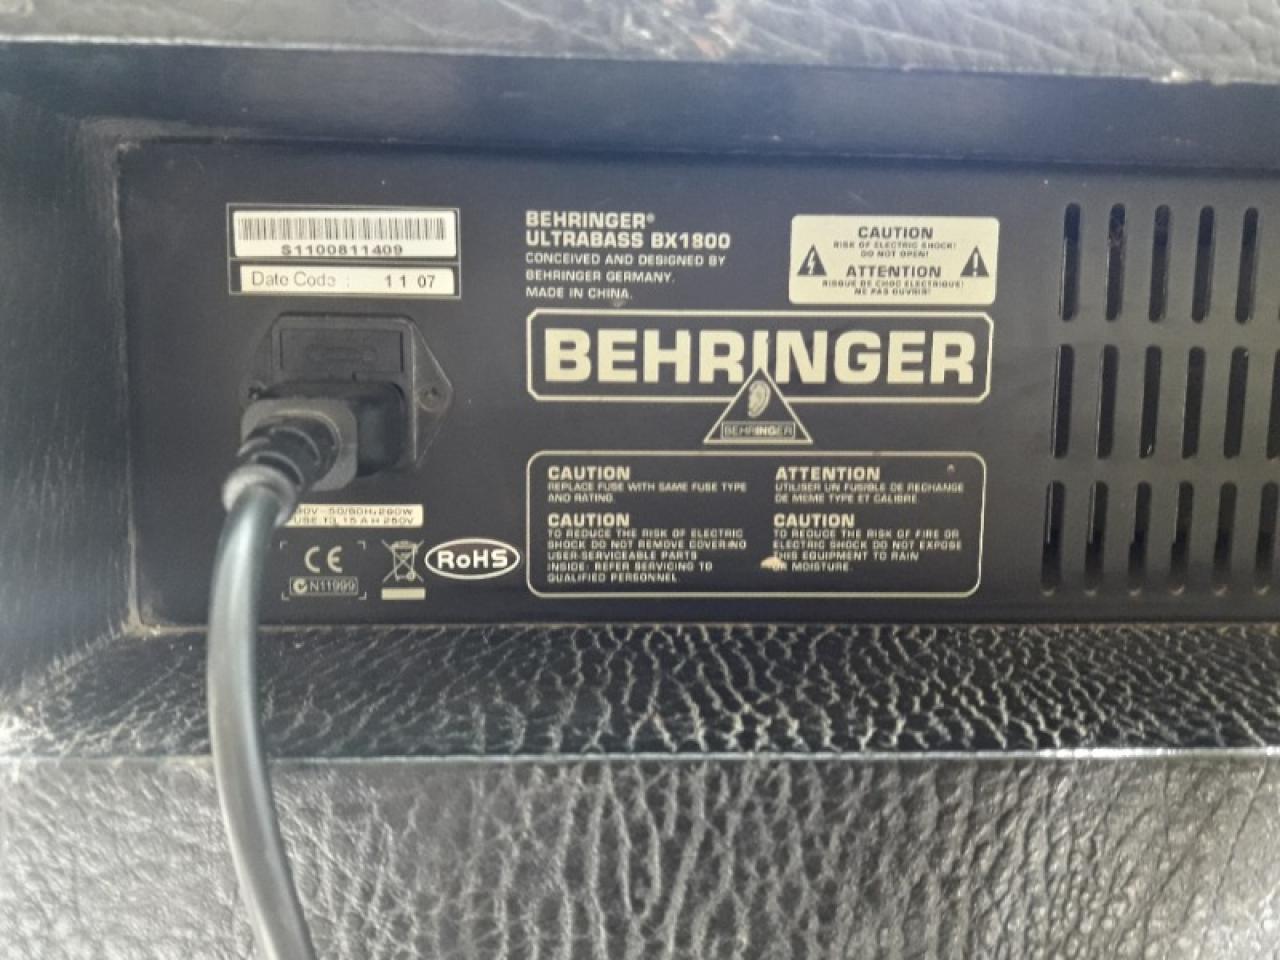 S1100811409
Date Code : 11 07
BEHRINGER®
ULTRABASS BX1800
CONCEIVED AND DESIGNED BY
BEHRINGER GERMANY.
MADE IN CHINA.
CAUTION
RISK OF ELECTRIC SHOCK!
DO NOT OPEN!
ATTENTION
RISQUE DE CHOC ELECTRIQUE!
NE PAS OUVRIR!
BEHRINGER
BEHRINGER
CAUTION
REPLACE FUSE WITH SAME FUSE TYPE
AND RATING.
ATTENTION
UTILISER UN FUSIBLE DE RECHANGE
DE MEME TYPE ET CALIBRE.
CAUTION
TO REDUCE THE RISK OF ELECTRIC
SHOCK DO NOT REMOVE COVER
USER-SERVICEABLE PARTS
INSIDE. REFER SERVICING TO
QUALIFIED PERSONNEL
CAUTION
TO REDUCE THE RISK OF FIRE OR
ELECTRIC SHOCK DO NOT EXPOSE
THIS EQUIPMENT TO RAIN
OR MOISTURE.
250V
CE
N11999
RoHS